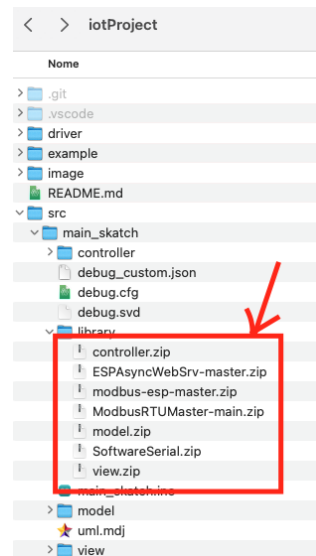 iotProject
Nome
.git
.vscode
driver
example
image
README.md
src
main_skatch
controller
debug_custom.json
debug.cfg
debug.svd
library
controller.zip
ESPAsyncWebSrv-master.zip
modbus-esp-master.zip
ModbusRTUMaster-main.zip
model.zip
SoftwareSerial.zip
view.zip
main_skatch.ino
model
uml.mdj
view